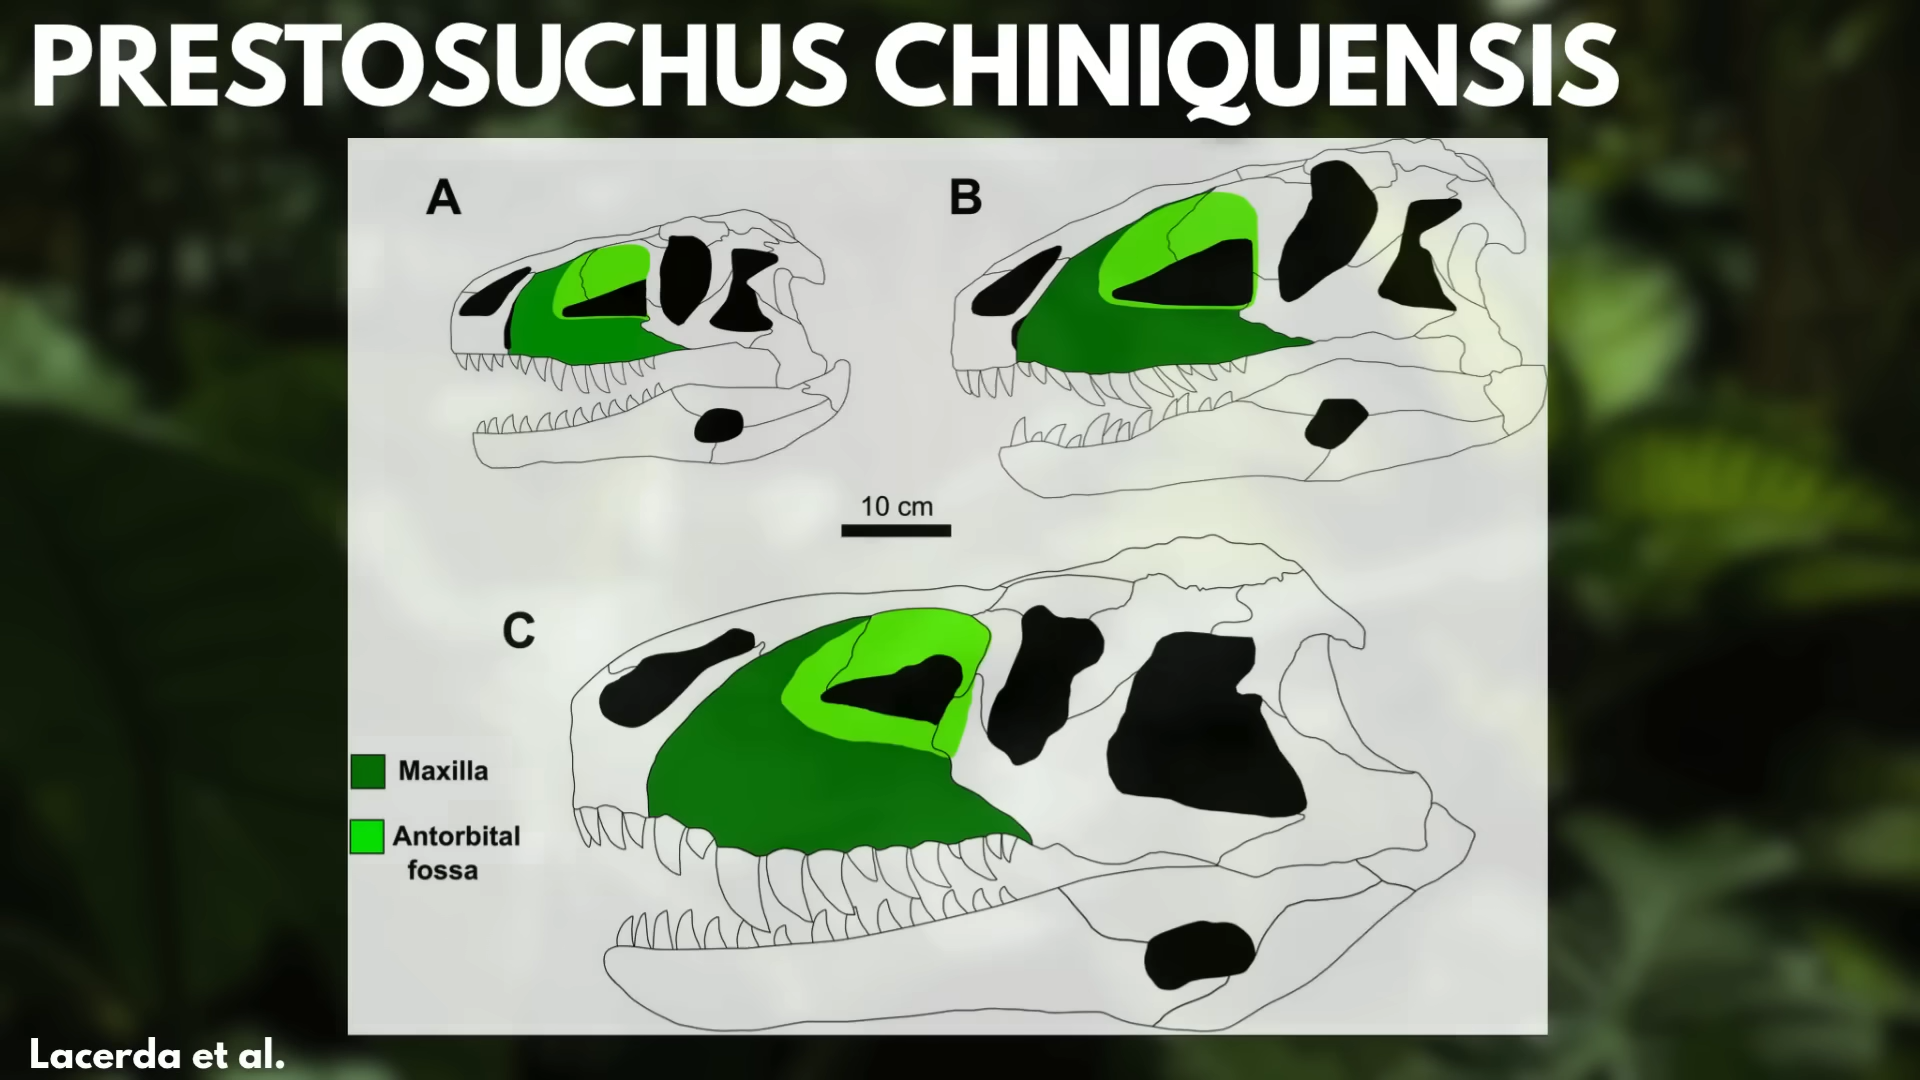 PRESTOSUCHUS CHINIQUENSIS
A
B
10 cm
C
Maxilla
Antorbital
fossa
Lacerda et al.